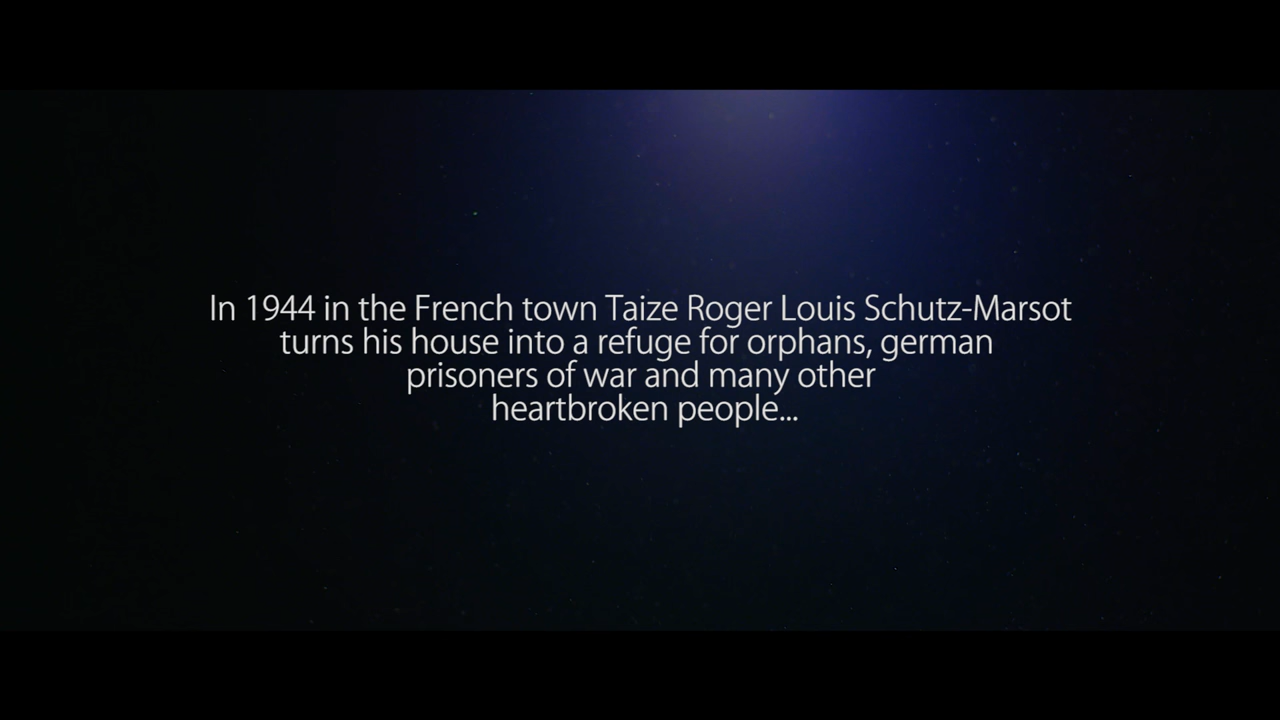 In 1944 in the French town Taize Roger Louis Schutz-Marsot
turns his house into a refuge for orphans, german
prisoners of war and many other
heartbroken people...